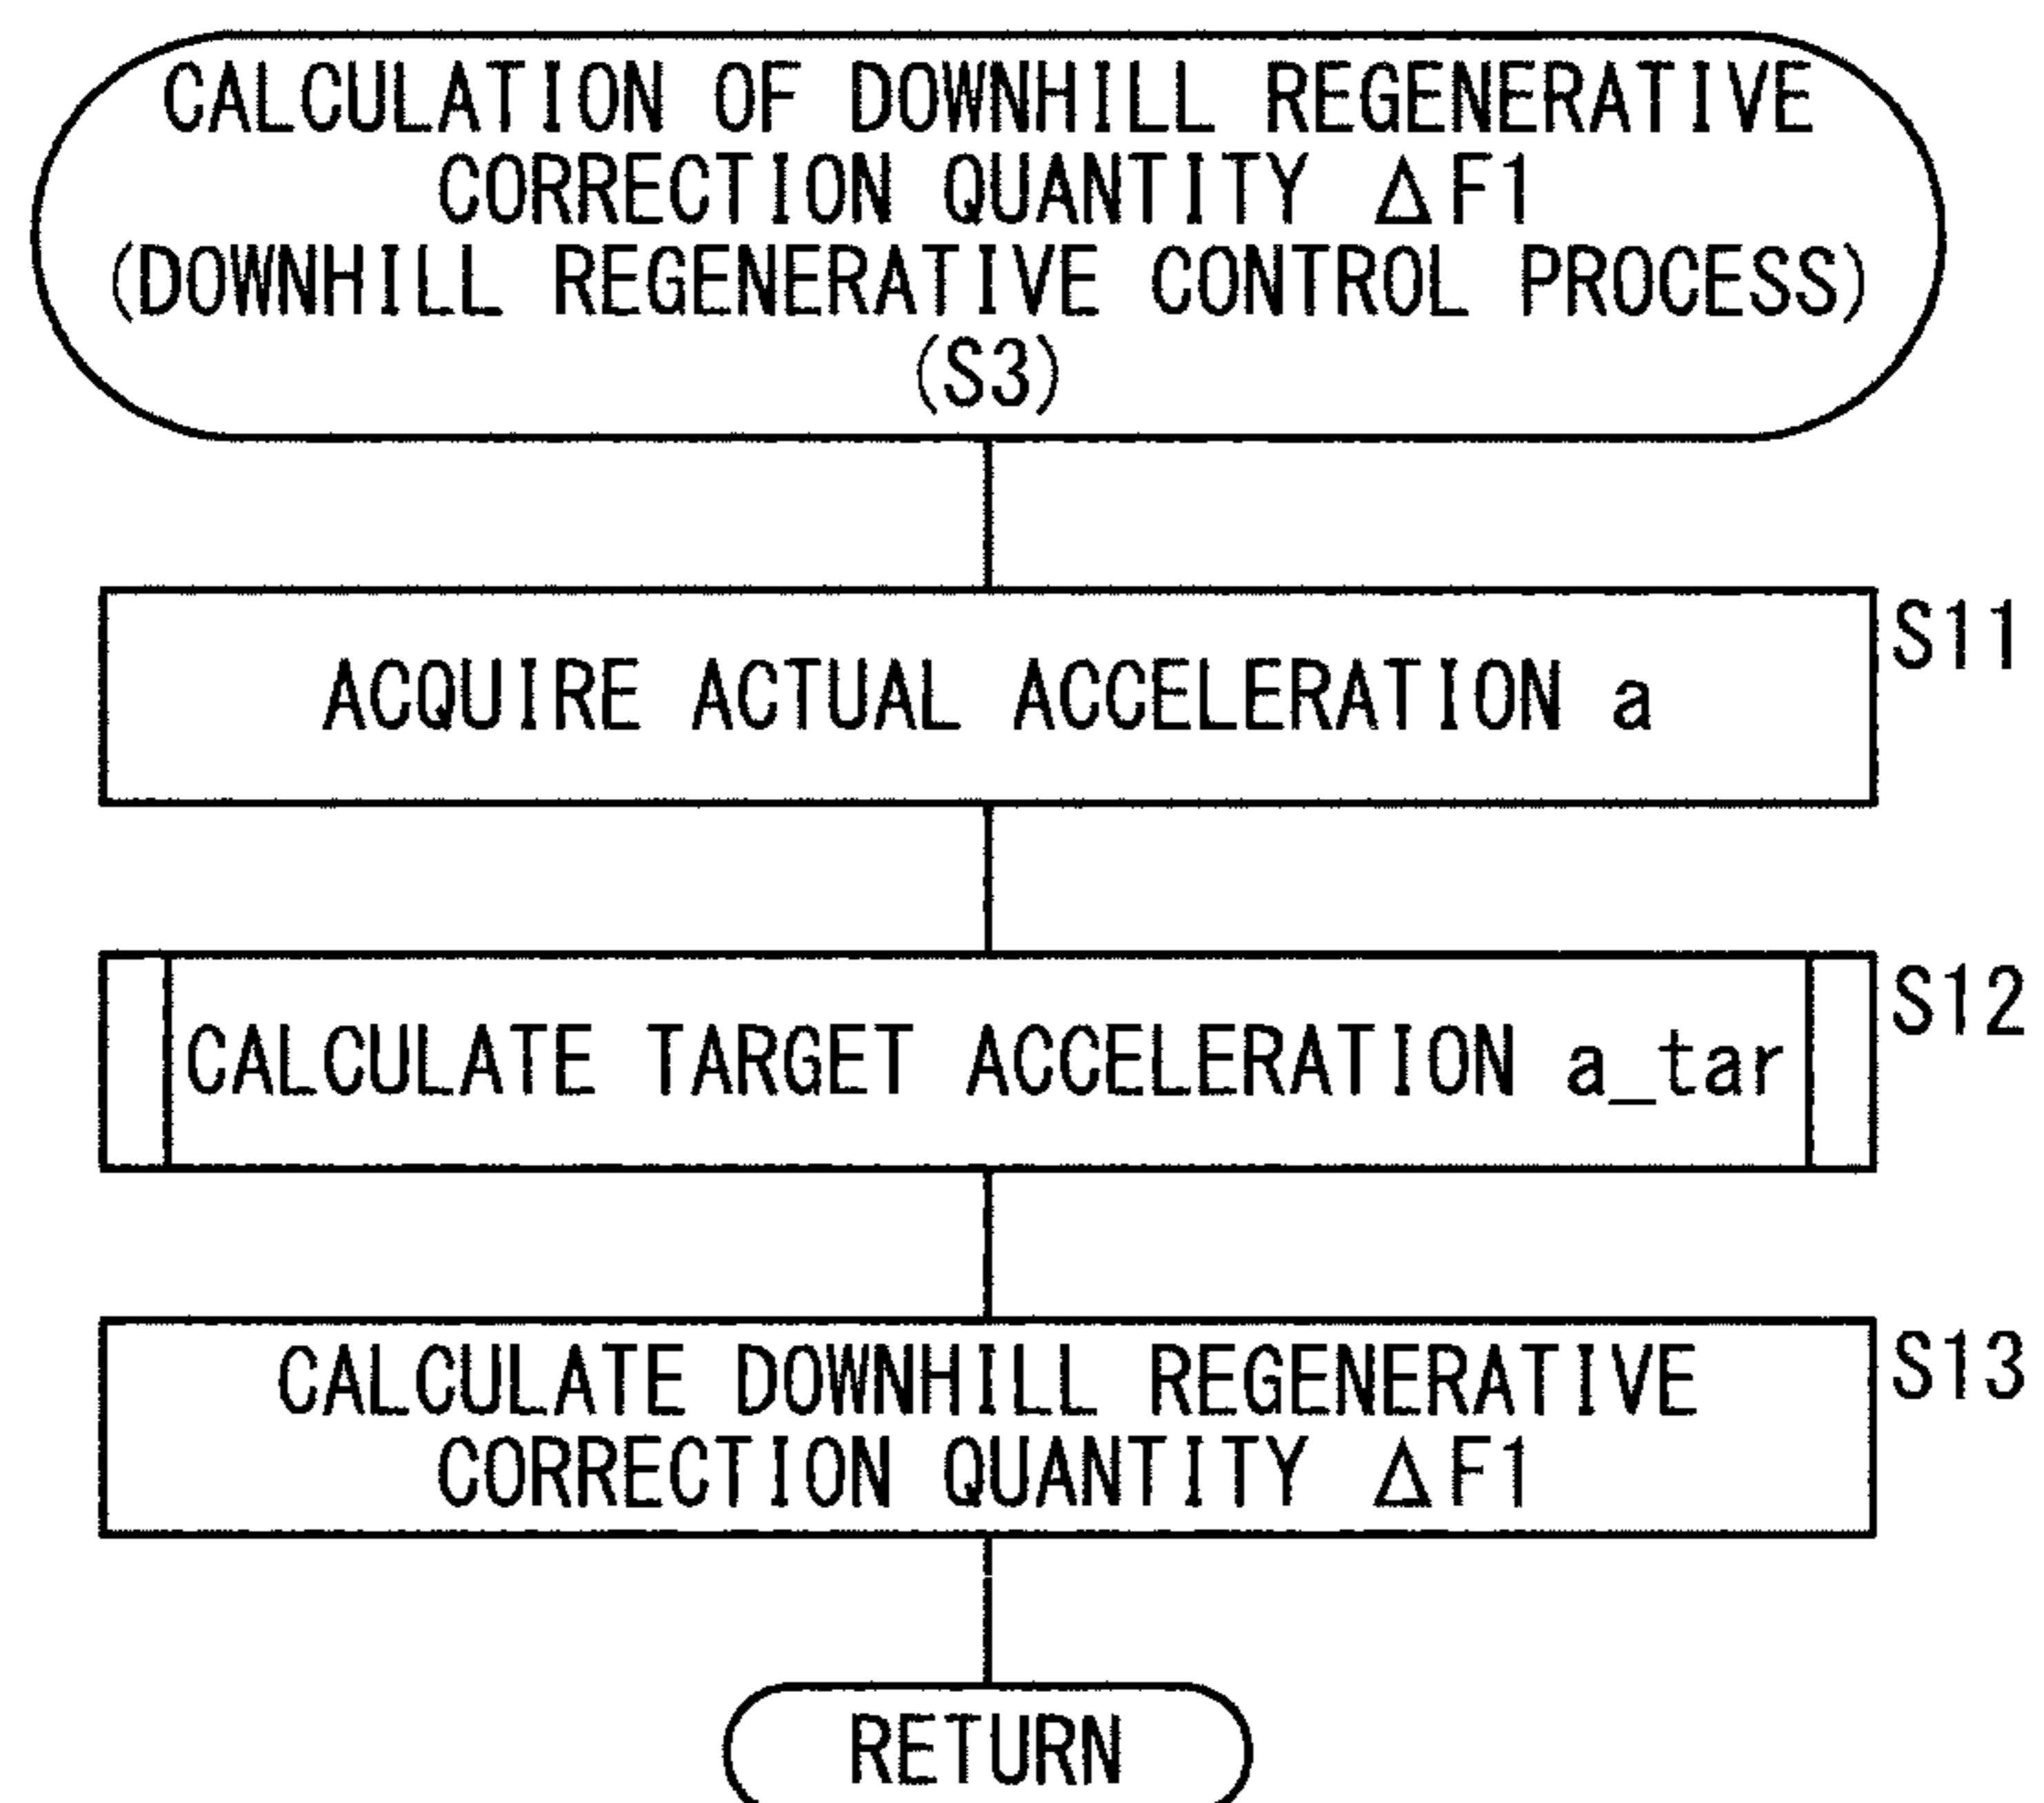 CALCULATION OF DOWNHILL REGENERATIVE
CORRECTION QUANTITY ΔF1
(DOWNHILL REGENERATIVE CONTROL PROCESS)
(S3)
S11
ACQUIRE ACTUAL ACCELERATION a
S12
CALCULATE TARGET ACCELERATION a_tar
S13
CALCULATE DOWNHILL REGENERATIVE
CORRECTION QUANTITY ΔF1
RETURN